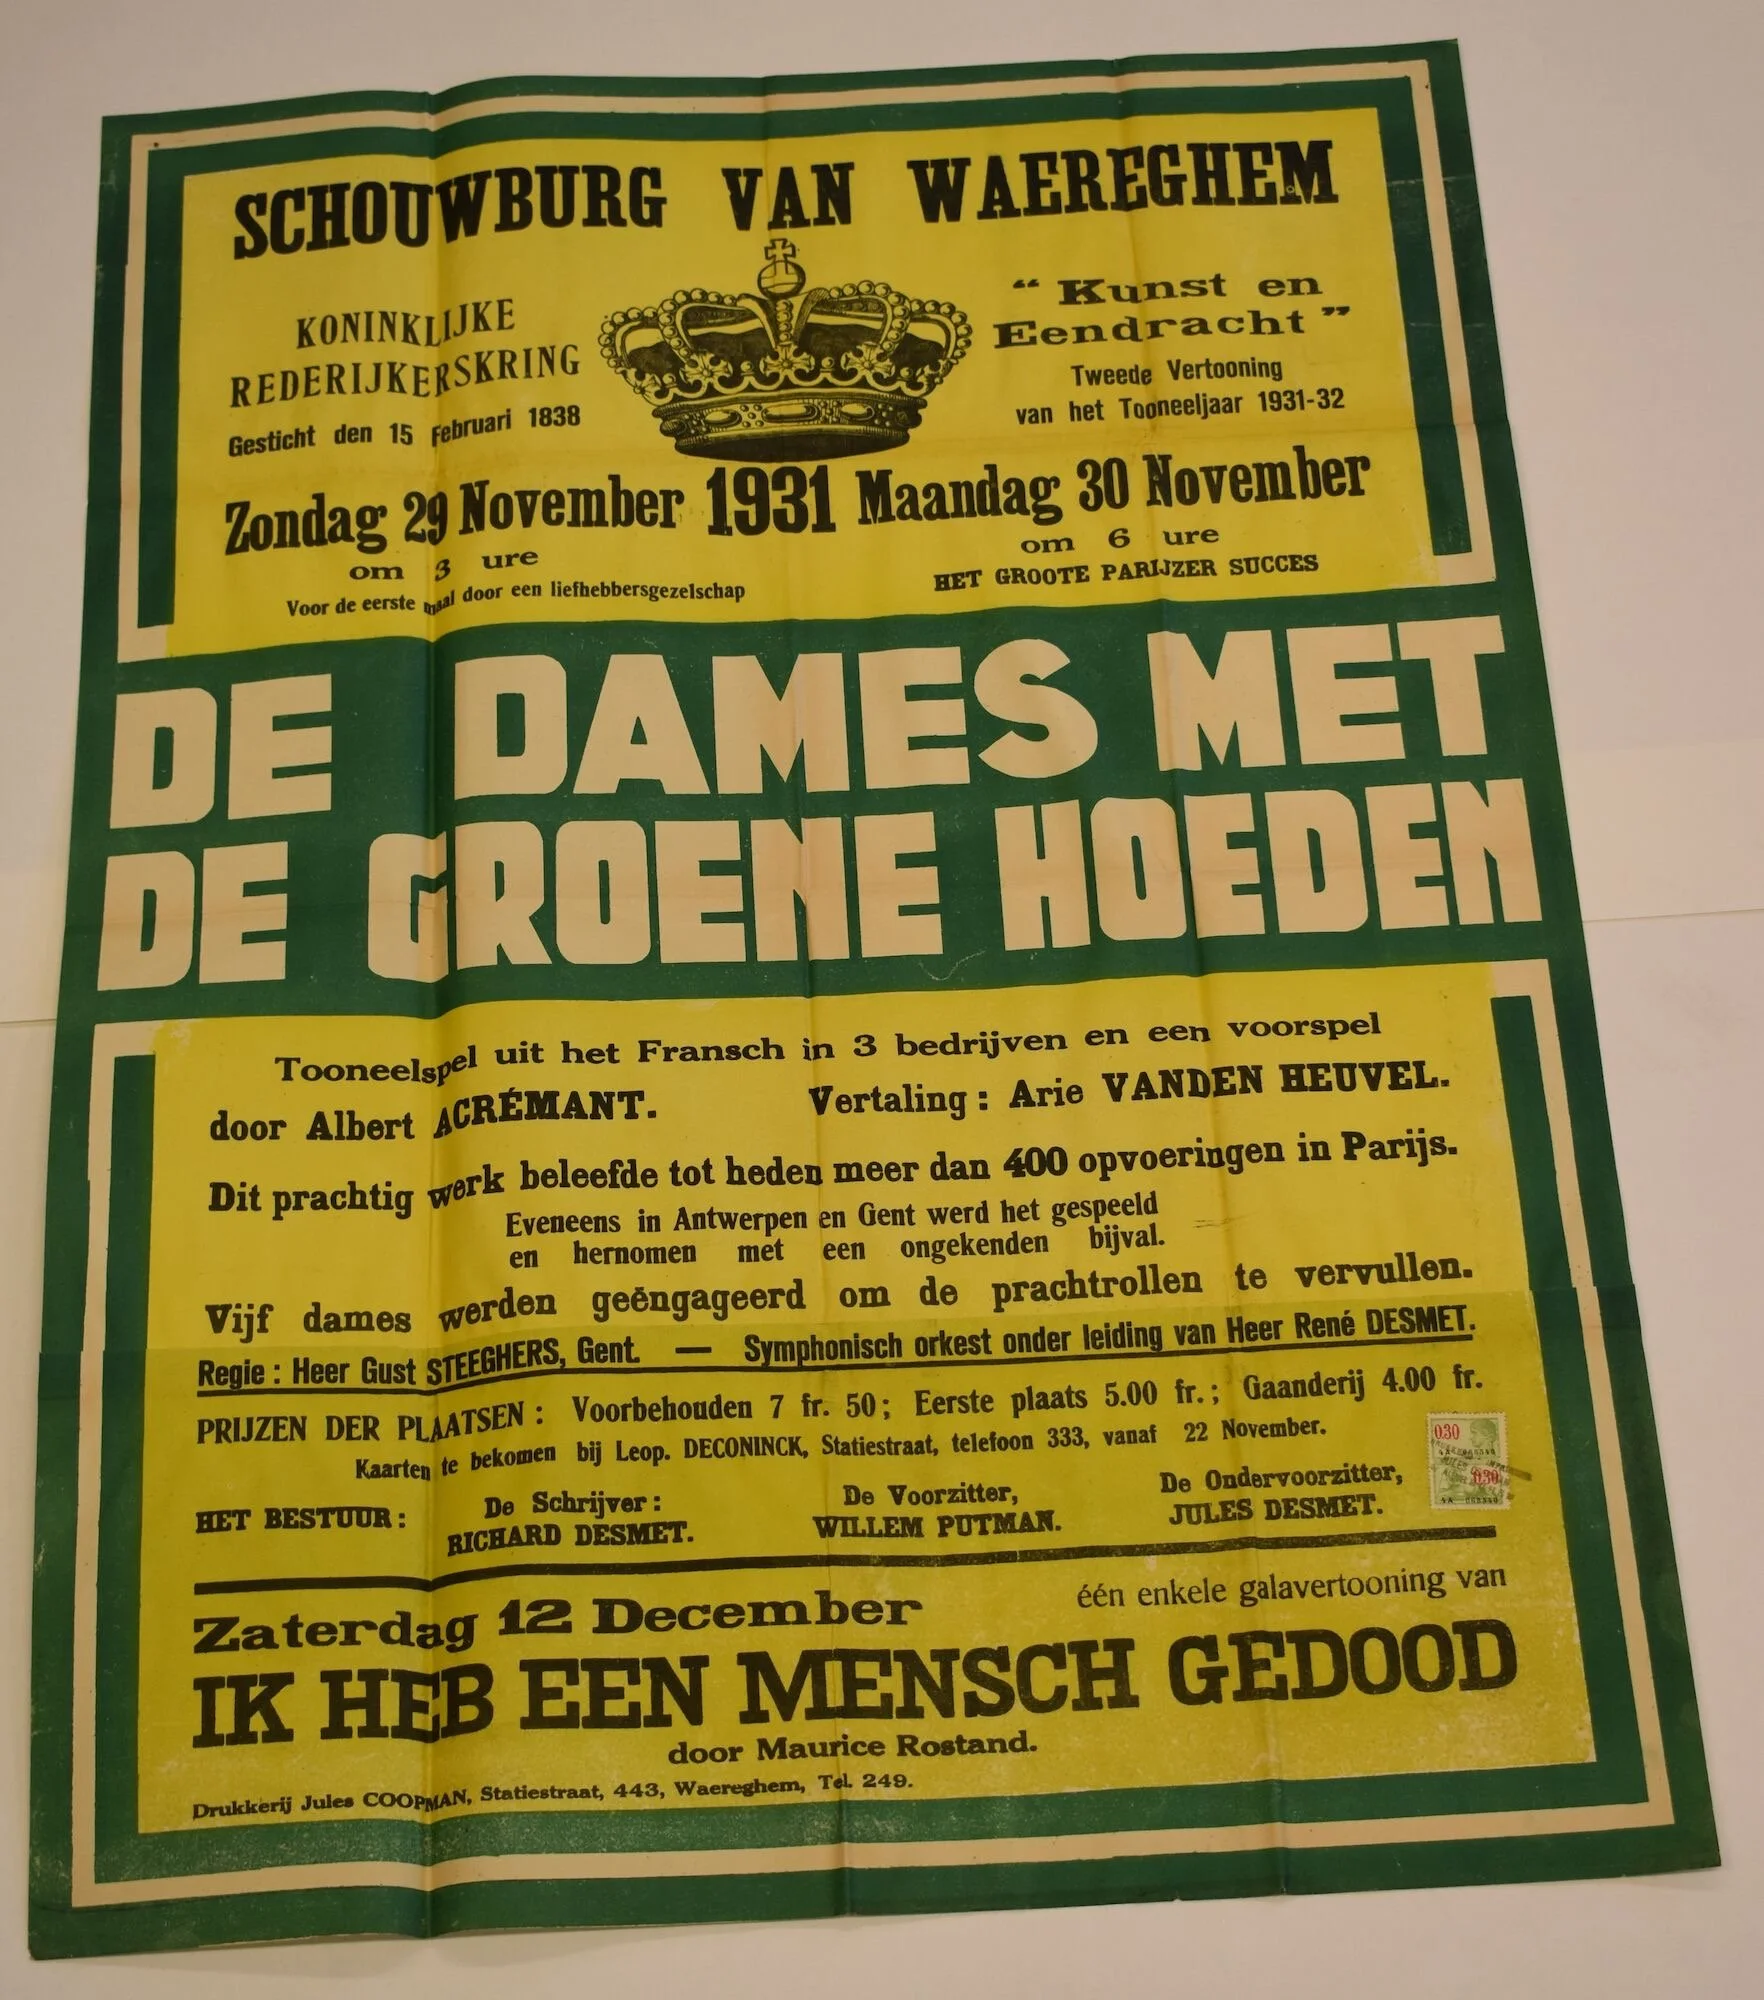 SCHOUWBURG VAN WAEREGHEM
KONINKLIJKE
REDERIJKERSKRING
Gesticht den 15 februari 1838
“ Kunst en
Eendracht ”
Tweede Vertooning
van het Tooneeljaar 1931-32
Zondag 29 November 1931 Maandag 30 November
om 3 ure
om 6 ure
Voor de eerste maal door een liefhebbersgezelschap
HET GROOTE PARIJZER SUCCES
DE DAMES MET
DE GROENE HOEDEN
Tooneelspel uit het Fransch in 3 bedrijven en een voorspel
door Albert ACRÉMANT. Vertaling : Arie VANDEN HEUVEL.
Dit prachtig werk beleefde tot heden meer dan 400 opvoeringen in Parijs.
Eveneens in Antwerpen en Gent werd het gespeeld
en hernomen met een ongekenden bijval.
Vijf dames werden geëngageerd om de prachtrollen te vervullen.
Regie : Heer Gust STEEGHERS, Gent. — Symphonisch orkest onder leiding van Heer René DESMET.
PRIJZEN DER PLAATSEN : Voorbehouden 7 fr. 50 ; Eerste plaats 5.00 fr. ; Gaanderij 4.00 fr.
Kaarten te bekomen bij Leop. DECONINCK, Statiestraat, telefoon 333, vanaf 22 November.
0.30
0.30
HET BESTUUR :
De Schrijver :
RICHARD DESMET.
De Voorzitter,
WILLEM PUTMAN.
De Ondervoorzitter,
JULES DESMET.
Zaterdag 12 December één enkele galavertooning van
IK HEB EEN MENSCH GEDOOD
door Maurice Rostand.
Drukkerij Jules COOPMAN, Statiestraat, 443, Waereghem, Tel. 249.